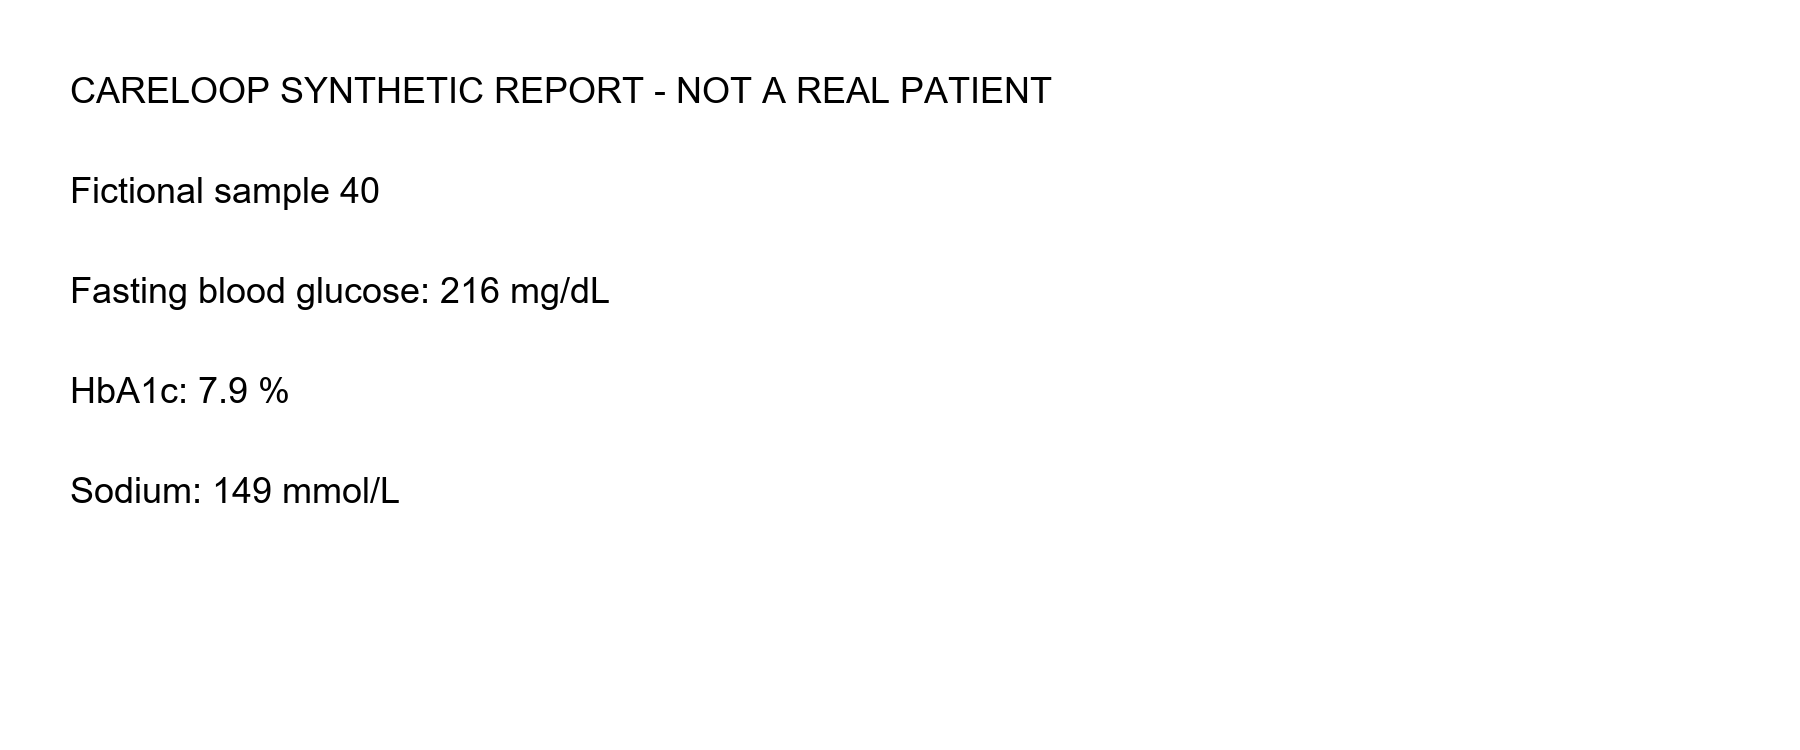 CARELOOP SYNTHETIC REPORT - NOT A REAL PATIENT
Fictional sample 40
Fasting blood glucose: 216 mg/dL
HbA1c: 7.9 %
Sodium: 149 mmol/L